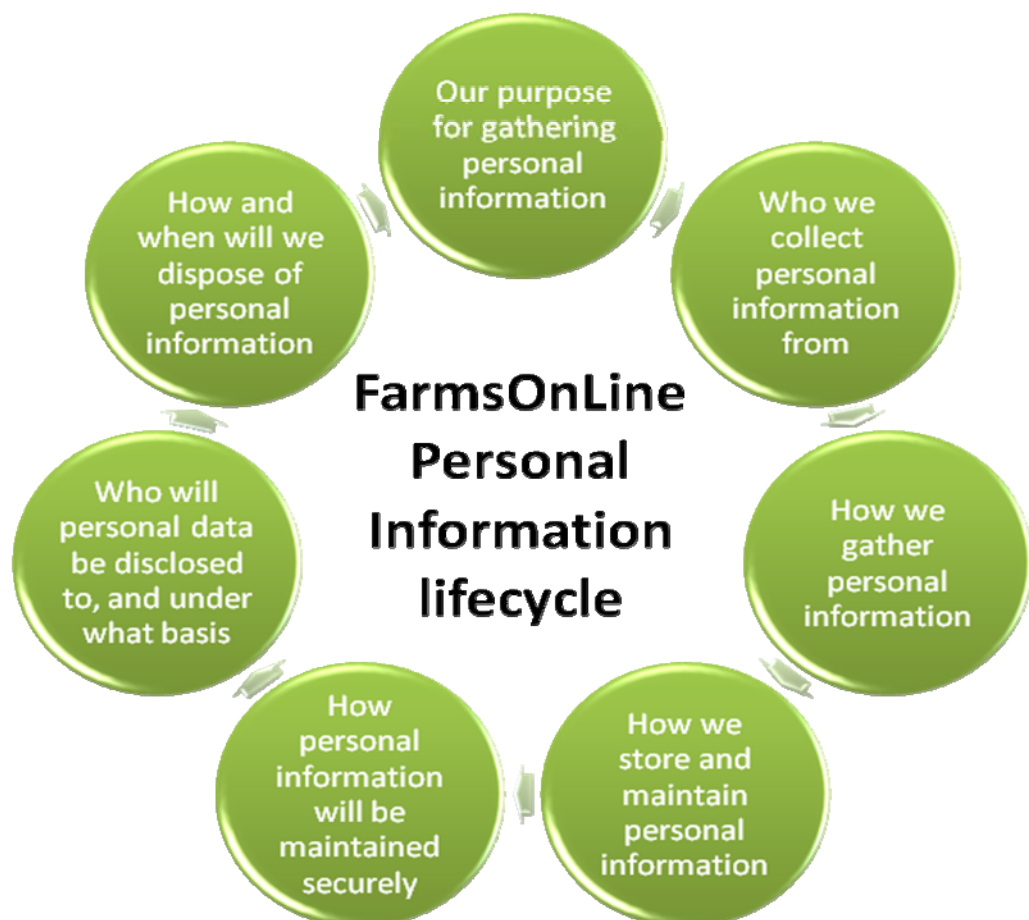 Our purpose
for gathering
personal
information
Who we
collect
personal
information
from
How we
gather
personal
information
How we
store and
maintain
personal
information
How
personal
information
will be
maintained
securely
Who will
personal data
be disclosed
to, and under
what basis
How and
when will we
dispose of
personal
information
FarmsOnLine
Personal
Information
lifecycle